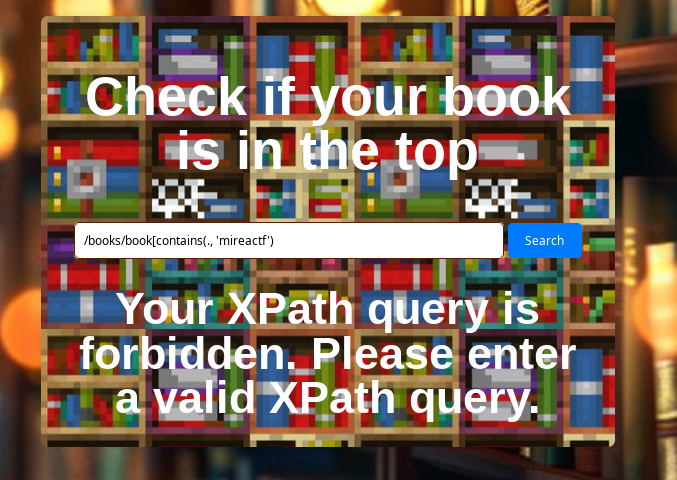 Check if your book
is in the top
/books/book[contains(., 'mireactf')
Search
Your XPath query is
forbidden. Please enter
a valid XPath query.